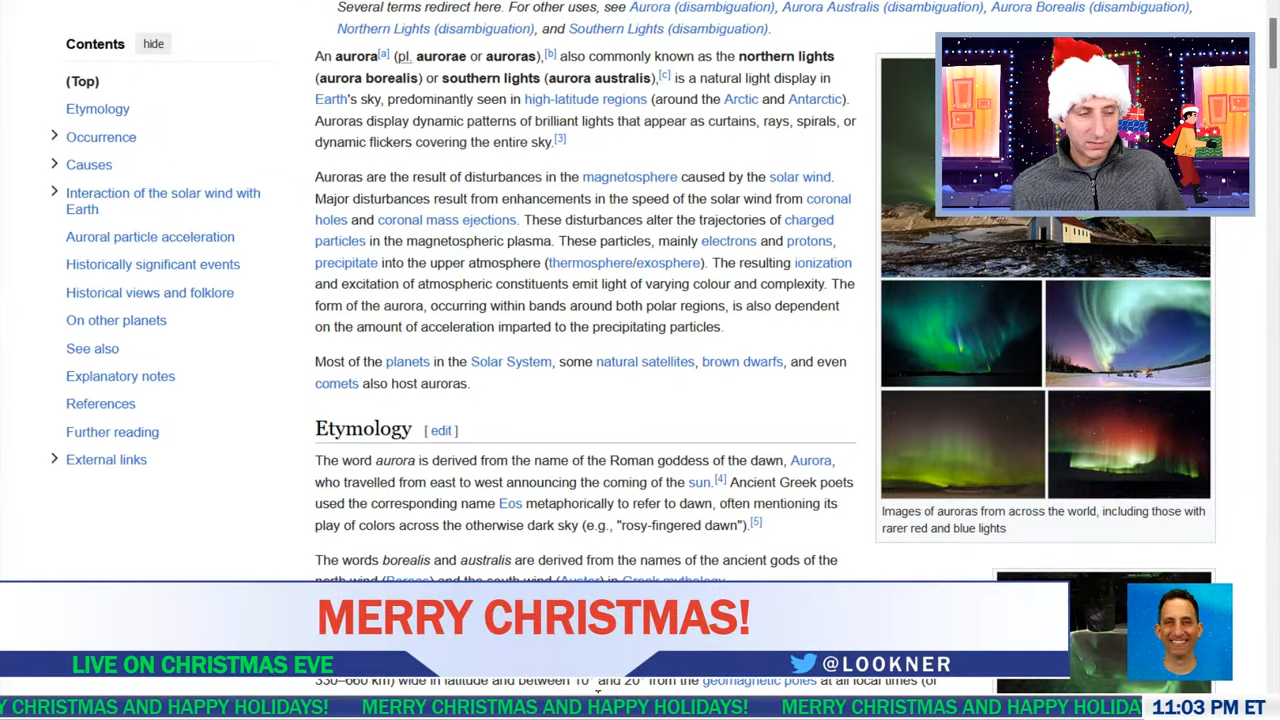 Several terms redirect here. For other uses, see Aurora (disambiguation), Aurora Australis (disambiguation), Aurora Borealis (disambiguation),
Northern Lights (disambiguation), and Southern Lights (disambiguation).
Contents hide
(Top)
Etymology
Occurrence
Causes
Interaction of the solar wind with
Earth
Auroral particle acceleration
Historically significant events
Historical views and folklore
On other planets
See also
Explanatory notes
References
Further reading
External links
An aurora[a] (pl. aurorae or auroras),[b] also commonly known as the northern lights
(aurora borealis) or southern lights (aurora australis),[c] is a natural light display in
Earth's sky, predominantly seen in high-latitude regions (around the Arctic and Antarctic).
Auroras display dynamic patterns of brilliant lights that appear as curtains, rays, spirals, or
dynamic flickers covering the entire sky.[3]
Auroras are the result of disturbances in the magnetosphere caused by the solar wind.
Major disturbances result from enhancements in the speed of the solar wind from coronal
holes and coronal mass ejections. These disturbances alter the trajectories of charged
particles in the magnetospheric plasma. These particles, mainly electrons and protons,
precipitate into the upper atmosphere (thermosphere/exosphere). The resulting ionization
and excitation of atmospheric constituents emit light of varying colour and complexity. The
form of the aurora, occurring within bands around both polar regions, is also dependent
on the amount of acceleration imparted to the precipitating particles.
Most of the planets in the Solar System, some natural satellites, brown dwarfs, and even
comets also host auroras.
Etymology [ edit ]
The word aurora is derived from the name of the Roman goddess of the dawn, Aurora,
who travelled from east to west announcing the coming of the sun.[4] Ancient Greek poets
used the corresponding name Eos metaphorically to refer to dawn, often mentioning its
play of colors across the otherwise dark sky (e.g., "rosy-fingered dawn").[5]
The words borealis and australis are derived from the names of the ancient gods of the
north wind (Boreas) and the south wind (Auster) in Greek mythology.
Images of auroras from across the world, including those with
rarer red and blue lights
MERRY CHRISTMAS!
LIVE ON CHRISTMAS EVE
@LOOKNER
330–660 km) wide in latitude and between 10° and 20° from the geomagnetic poles at all local times (or
Y CHRISTMAS AND HAPPY HOLIDAYS! MERRY CHRISTMAS AND HAPPY HOLIDAYS! MERRY CHRISTMAS AND HAPPY HOLIDA 11:03 PM ET